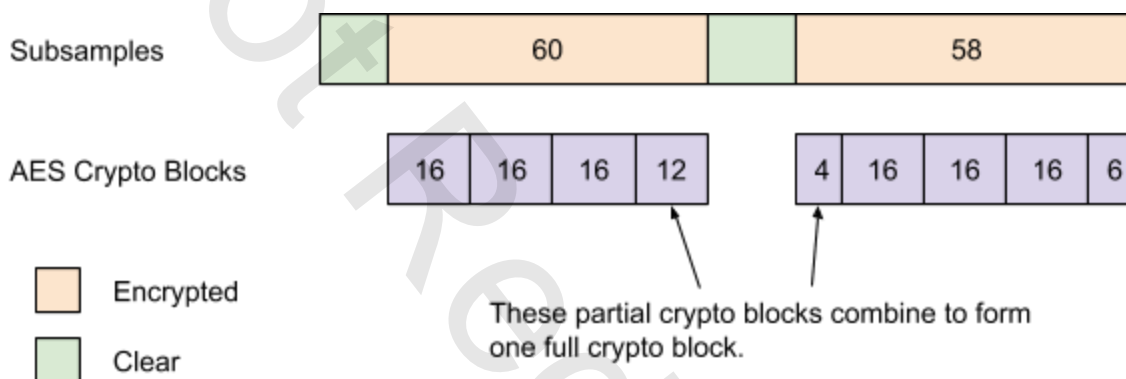 Subsamples
60
58
AES Crypto Blocks
16 16 16 12 4 16 16 16 6
Encrypted
These partial crypto blocks combine to form
one full crypto block.
Clear